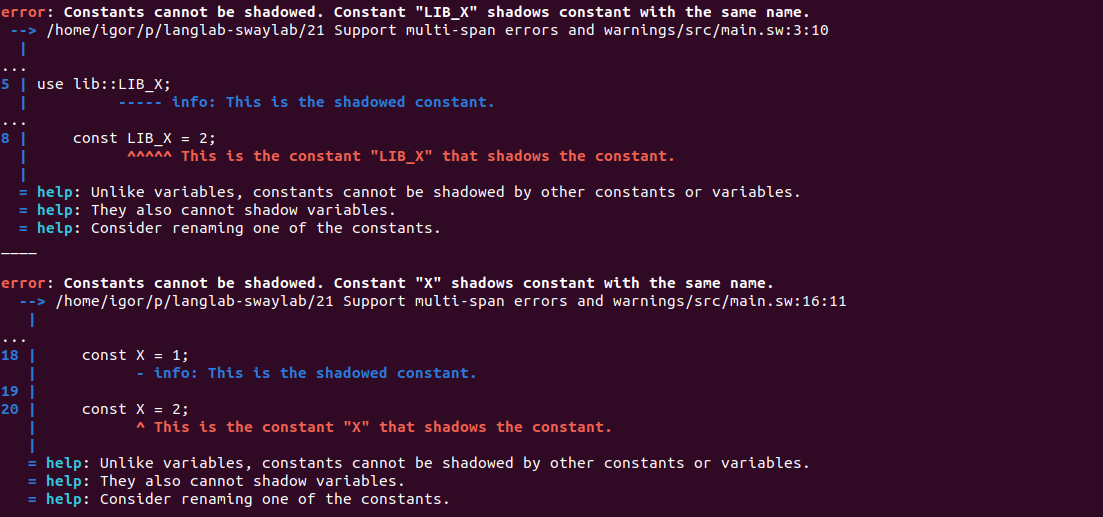 error: Constants cannot be shadowed. Constant "LIB_X" shadows constant with the same name.
 --> /home/igor/p/langlab-swaylab/21 Support multi-span errors and warnings/src/main.sw:3:10
  |
...
5 | use lib::LIB_X;
  |          ----- info: This is the shadowed constant.
...
8 |     const LIB_X = 2;
  |           ^^^^^ This is the constant "LIB_X" that shadows the constant.
  |
  = help: Unlike variables, constants cannot be shadowed by other constants or variables.
  = help: They also cannot shadow variables.
  = help: Consider renaming one of the constants.
____
error: Constants cannot be shadowed. Constant "X" shadows constant with the same name.
  --> /home/igor/p/langlab-swaylab/21 Support multi-span errors and warnings/src/main.sw:16:11
   |
...
18 |     const X = 1;
   |           - info: This is the shadowed constant.
19 |
20 |     const X = 2;
   |           ^ This is the constant "X" that shadows the constant.
   |
   = help: Unlike variables, constants cannot be shadowed by other constants or variables.
   = help: They also cannot shadow variables.
   = help: Consider renaming one of the constants.